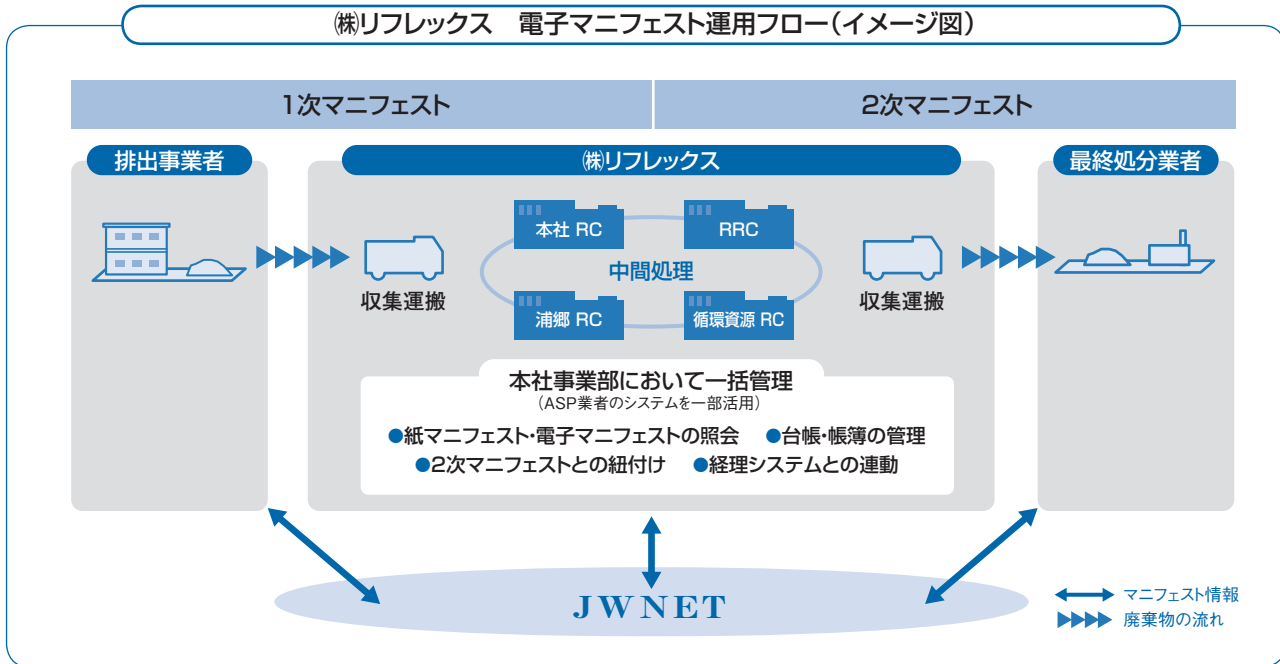 ㈱リフレックス　電子マニフェスト運用フロー(イメージ図)
1次マニフェスト
2次マニフェスト
排出事業者
㈱リフレックス
最終処分業者
本社 RC
RRC
中間処理
収集運搬
収集運搬
浦郷 RC
循環資源 RC
本社事業部において一括管理
(ASP業者のシステムを一部活用)
●紙マニフェスト・電子マニフェストの照会　●台帳・帳簿の管理
●2次マニフェストとの紐付け　●経理システムとの連動
JWNET
マニフェスト情報
廃棄物の流れ